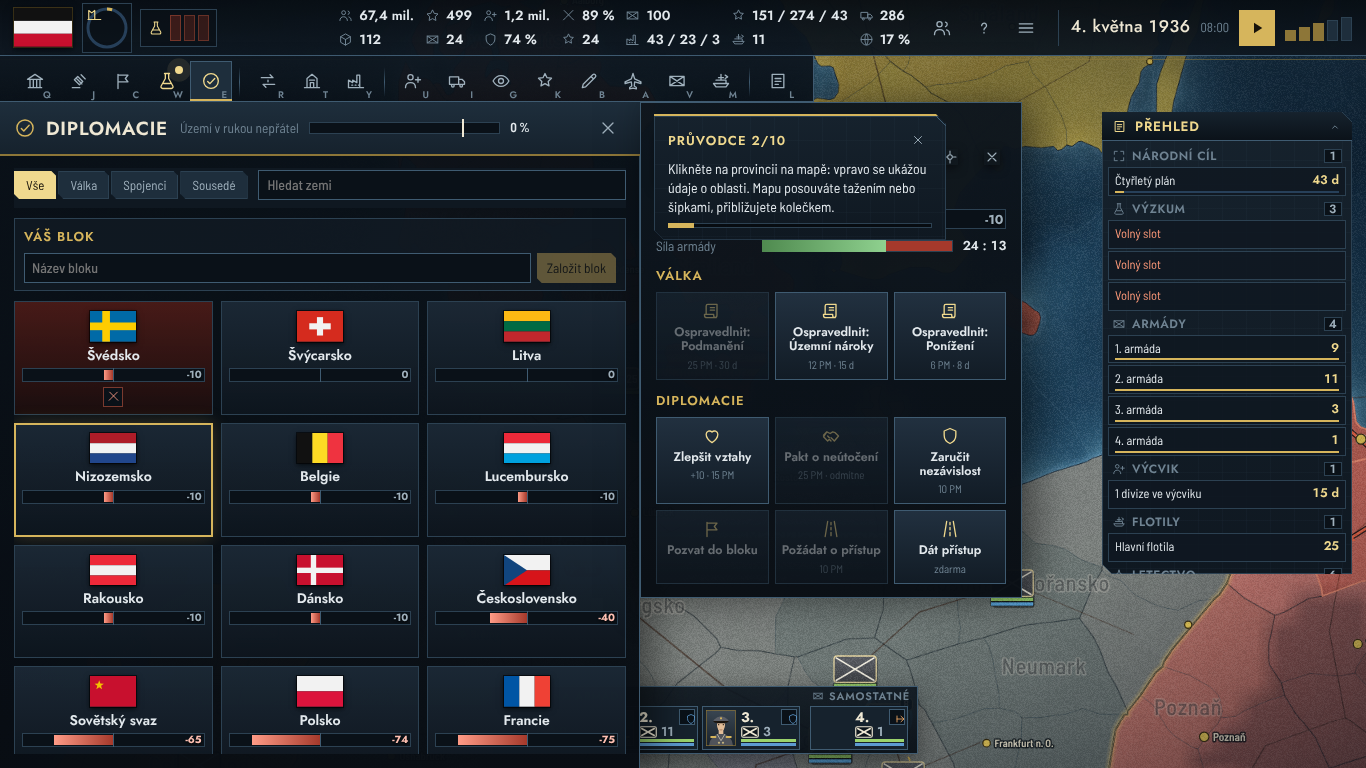 67,4 mil.
499
1,2 mil.
89 %
100
151 / 274 / 43
286
112
24
74 %
24
43 / 23 / 3
11
17 %
?
4. května 1936
08:00
Q
J
C
W
E
R
T
Y
U
I
G
K
B
A
V
M
L
DIPLOMACIE
Území v rukou nepřátel
0 %
Vše
Válka
Spojenci
Sousedé
Hledat zemi
VÁŠ BLOK
Název bloku
Založit blok
Švédsko
-10
Švýcarsko
0
Litva
0
Nizozemsko
-10
Belgie
-10
Lucembursko
-10
Rakousko
-10
Dánsko
-10
Československo
-40
Sovětský svaz
-65
Polsko
-74
Francie
-75
PRŮVODCE 2/10
Klikněte na provincii na mapě: vpravo se ukážou
údaje o oblasti. Mapu posouváte tažením nebo
šipkami, přibližujete kolečkem.
-10
Síla armády
24 : 13
VÁLKA
Ospravedlnit:
Podmanění
25 PM · 30 d
Ospravedlnit:
Územní nároky
12 PM · 15 d
Ospravedlnit:
Ponížení
6 PM · 8 d
DIPLOMACIE
Zlepšit vztahy
+10 · 15 PM
Pakt o neútočení
25 PM · odmítne
Zaručit
nezávislost
10 PM
Pozvat do bloku
Požádat o přístup
10 PM
Dát přístup
zdarma
PŘEHLED
NÁRODNÍ CÍL
1
Čtyřletý plán
43 d
VÝZKUM
3
Volný slot
Volný slot
Volný slot
ARMÁDY
4
1. armáda
9
2. armáda
11
3. armáda
3
4. armáda
1
VÝCVIK
1
1 divize ve výcviku
15 d
FLOTILY
1
Hlavní flotila
25
LETECTVO
gsko
ořansko
Neumark
Poznaň
Poznaň
Frankfurt n. O.
SAMOSTATNÉ
2.
11
3.
3
4.
1